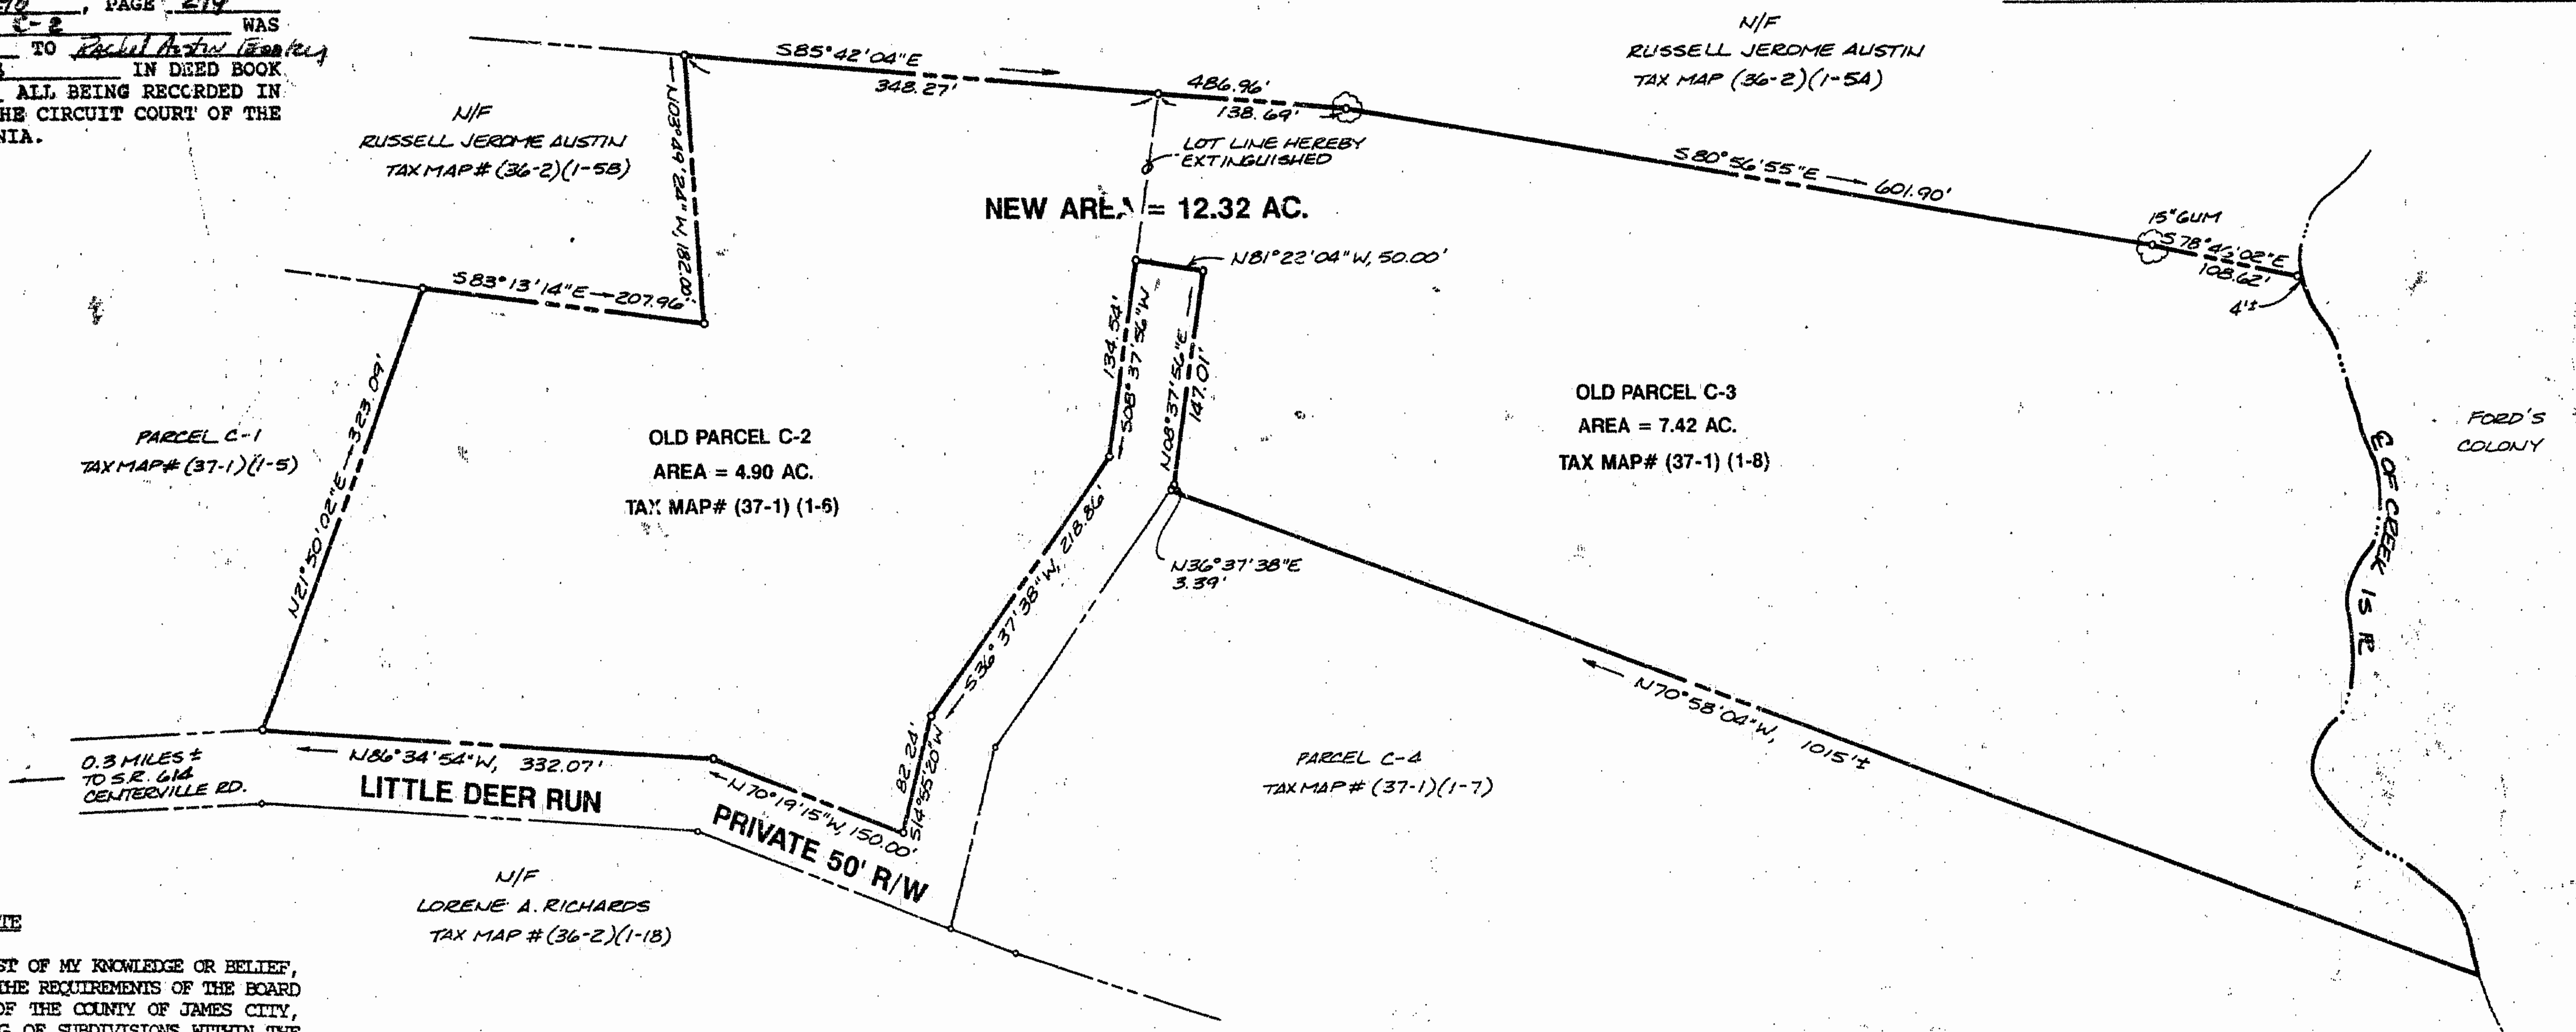 , PAGE 219
C-2 WAS
TO Rachel Austin
IN DEED BOOK
ALL BEING RECORDED IN
HE CIRCUIT COURT OF THE
NIA.
N/F
RUSSELL JEROME AUSTIN
TAX MAP# (36-2)(1-5B)
S85°42'04"E
348.27'
486.96'
138.69'
N/F
RUSSELL JEROME AUSTIN
TAX MAP (36-2)(1-5A)
LOT LINE HEREBY
EXTINGUISHED
N03°49'24"W, 182.00'
NEW AREA = 12.32 AC.
S80°56'55"E
601.90'
15"GUM
S78°46'02"E
108.62'
4'±
S83°13'14"E 207.96'
N81°22'04"W, 50.00'
134.54'
S08°37'56"W
N08°37'56"E
147.01'
N21°50'02"E 323.09'
PARCEL C-1
TAX MAP# (37-1)(1-5)
OLD PARCEL C-2
AREA = 4.90 AC.
TAX MAP# (37-1) (1-6)
OLD PARCEL C-3
AREA = 7.42 AC.
TAX MAP# (37-1) (1-8)
FORD'S
COLONY
℄ OF CREEK IS
S36°37'38"W, 218.86'
N36°37'38"E
3.39'
82.24'
S14°55'20"W
N70°58'04"W, 1015'±
0.3 MILES ±
TO S.R. 614
CENTERVILLE RD.
N86°34'54"W, 332.07'
LITTLE DEER RUN
N70°19'15"W, 150.00'
PRIVATE 50' R/W
PARCEL C-4
TAX MAP# (37-1)(1-7)
N/F
LORENE A. RICHARDS
TAX MAP #(36-2)(1-18)
TE
ST OF MY KNOWLEDGE OR BELIEF,
THE REQUIREMENTS OF THE BOARD
OF THE COUNTY OF JAMES CITY,
G OF SUBDIVISIONS WITHIN THE